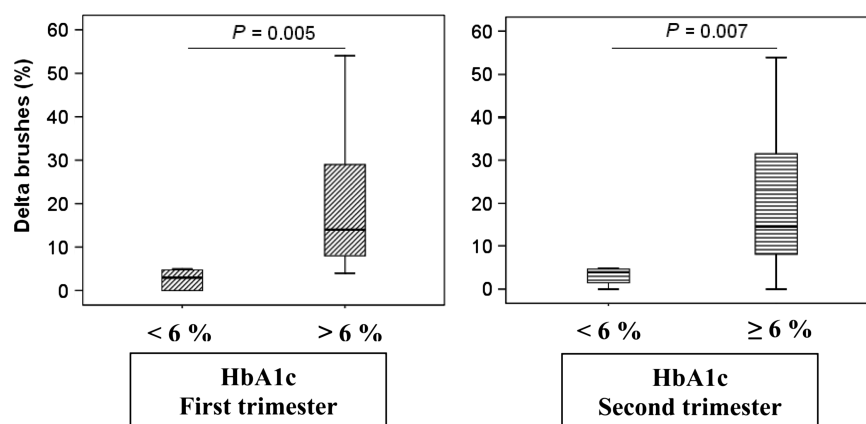 Delta brushes (%)
60
50
40
30
20
10
0
P = 0.005
< 6 %
> 6 %
HbA1c
First trimester
60
50
40
30
20
10
0
P = 0.007
< 6 %
≥ 6 %
HbA1c
Second trimester